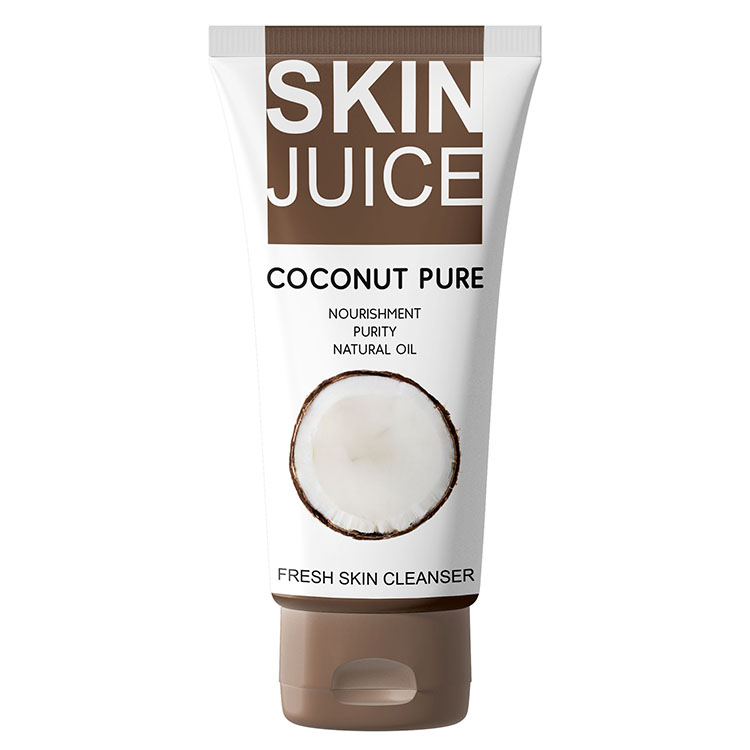 SKIN
JUICE
COCONUT PURE
NOURISHMENT
PURITY
NATURAL OIL
FRESH SKIN CLEANSER